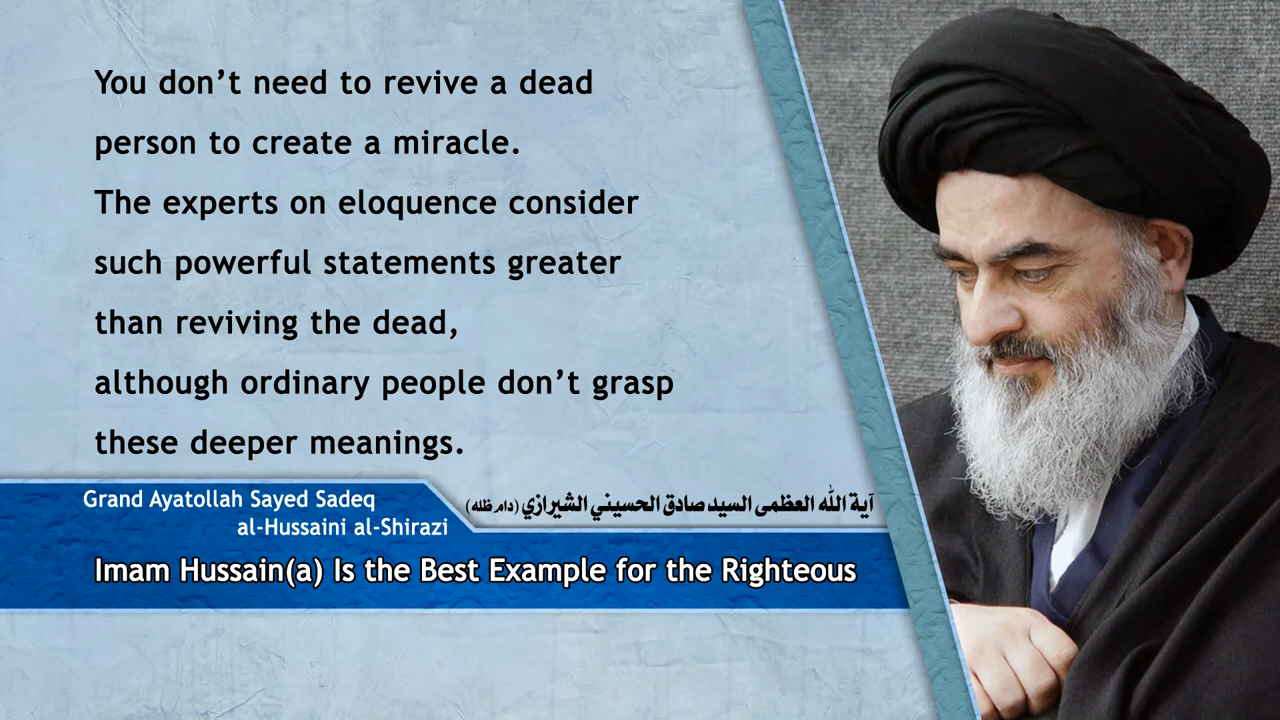 You don’t need to revive a dead
person to create a miracle.
The experts on eloquence consider
such powerful statements greater
than reviving the dead,
although ordinary people don’t grasp
these deeper meanings.
Grand Ayatollah Sayed Sadeq
al-Hussaini al-Shirazi
آية الله العظمى السيد صادق الحسيني الشيرازي (دام ظله)
Imam Hussain(a) Is the Best Example for the Righteous